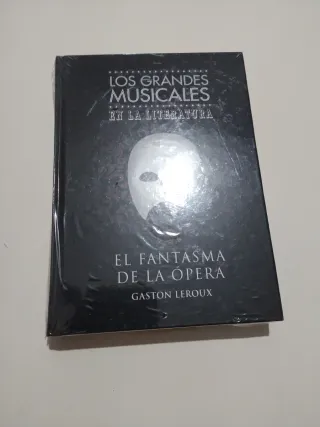 LOS GRANDES
MUSICALES
EN LA LITERATURA
EL FANTASMA
DE LA ÓPERA
GASTON LEROUX